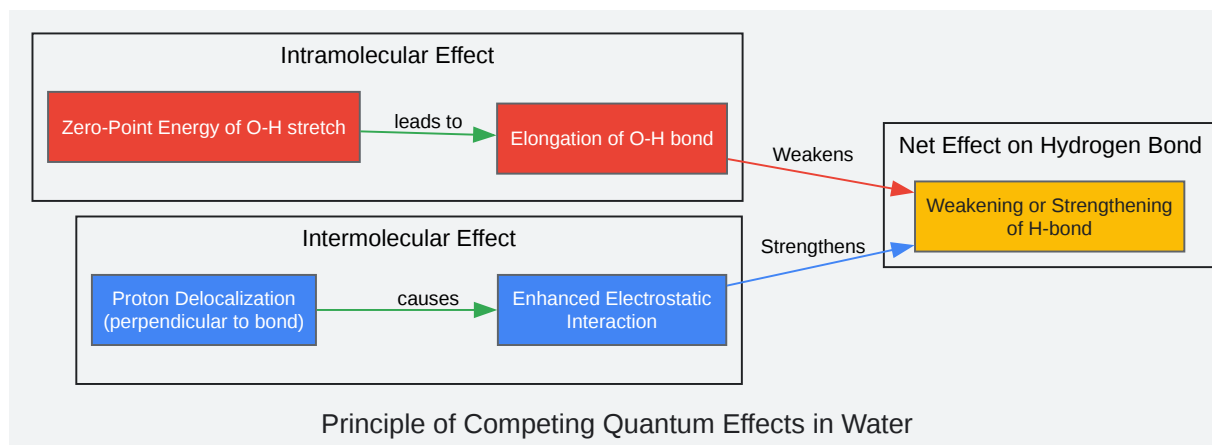 Intramolecular Effect
Zero-Point Energy of O-H stretch
leads to
Elongation of O-H bond
Weakens
Net Effect on Hydrogen Bond
Weakening or Strengthening
of H-bond
Intermolecular Effect
Proton Delocalization
(perpendicular to bond)
causes
Enhanced Electrostatic
Interaction
Strengthens
Principle of Competing Quantum Effects in Water